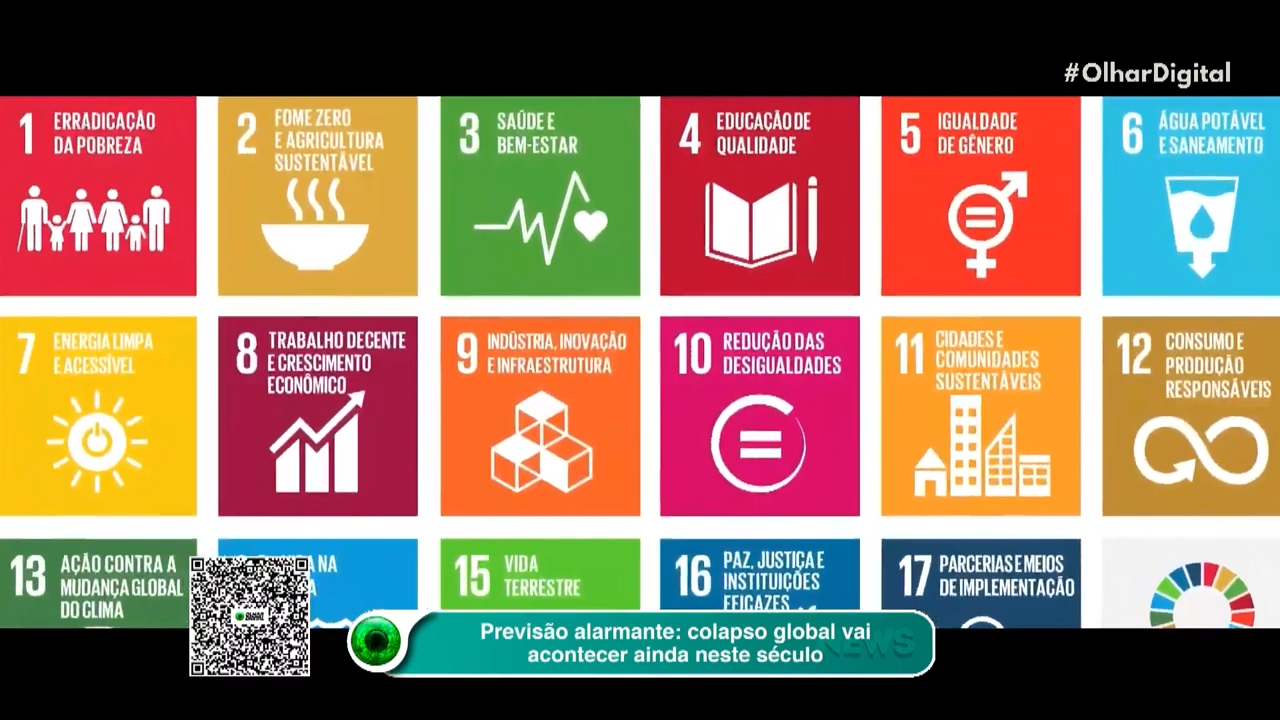 #OlharDigital
1 ERRADICAÇÃO
DA POBREZA
2 FOME ZERO
E AGRICULTURA
SUSTENTÁVEL
3 SAÚDE E
BEM-ESTAR
4 EDUCAÇÃO DE
QUALIDADE
5 IGUALDADE
DE GÊNERO
6 ÁGUA POTÁVEL
E SANEAMENTO
7 ENERGIA LIMPA
E ACESSÍVEL
8 TRABALHO DECENTE
E CRESCIMENTO
ECONÔMICO
9 INDÚSTRIA, INOVAÇÃO
E INFRAESTRUTURA
10 REDUÇÃO DAS
DESIGUALDADES
11 CIDADES E
COMUNIDADES
SUSTENTÁVEIS
12 CONSUMO E
PRODUÇÃO
RESPONSÁVEIS
13 AÇÃO CONTRA A
MUDANÇA GLOBAL
DO CLIMA
NA
15 VIDA
TERRESTRE
16 PAZ, JUSTIÇA E
INSTITUIÇÕES
EFICAZES
17 PARCERIAS E MEIOS
DE IMPLEMENTAÇÃO
Previsão alarmante: colapso global vai
acontecer ainda neste século
NEWS